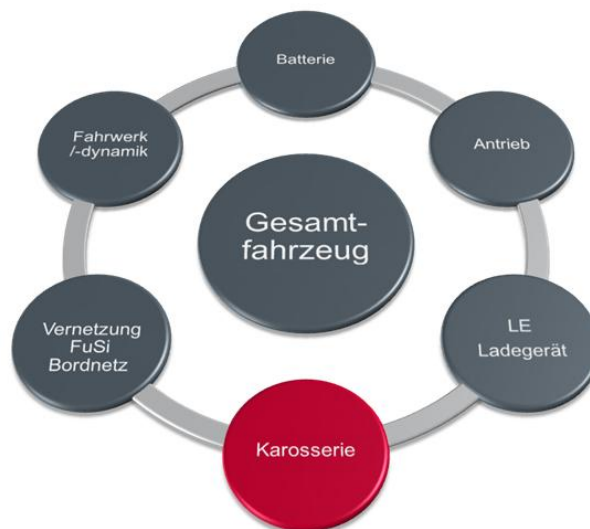 Batterie
Antrieb
LE
Ladegerät
Karosserie
Vernetzung
FuSi
Bordnetz
Fahrwerk
/-dynamik
Gesamt-
fahrzeug